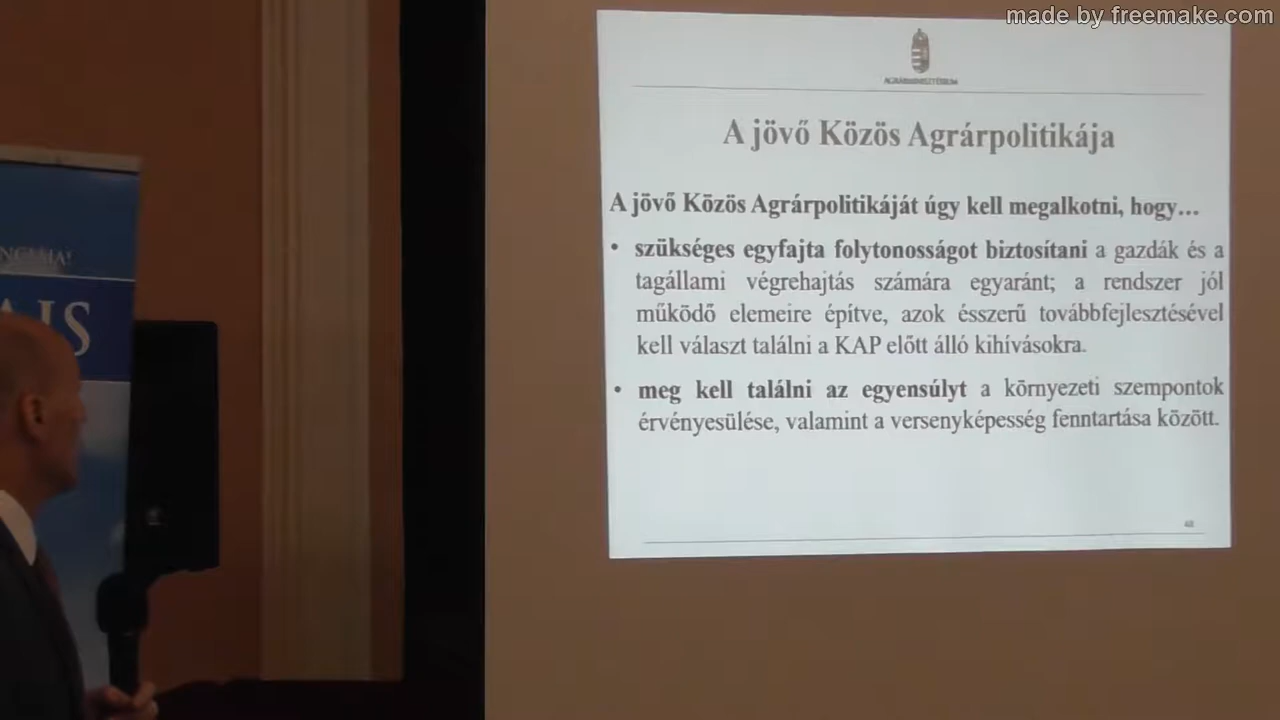 made by freemake.com
AGRÁRMINISZTÉRIUM
A jövő Közös Agrárpolitikája
A jövő Közös Agrárpolitikáját úgy kell megalkotni, hogy…
• szükséges egyfajta folytonosságot biztosítani a gazdák és a
tagállami végrehajtás számára egyaránt; a rendszer jól
működő elemeire építve, azok ésszerű továbbfejlesztésével
kell választ találni a KAP előtt álló kihívásokra.
• meg kell találni az egyensúlyt a környezeti szempontok
érvényesülése, valamint a versenyképesség fenntartása között.